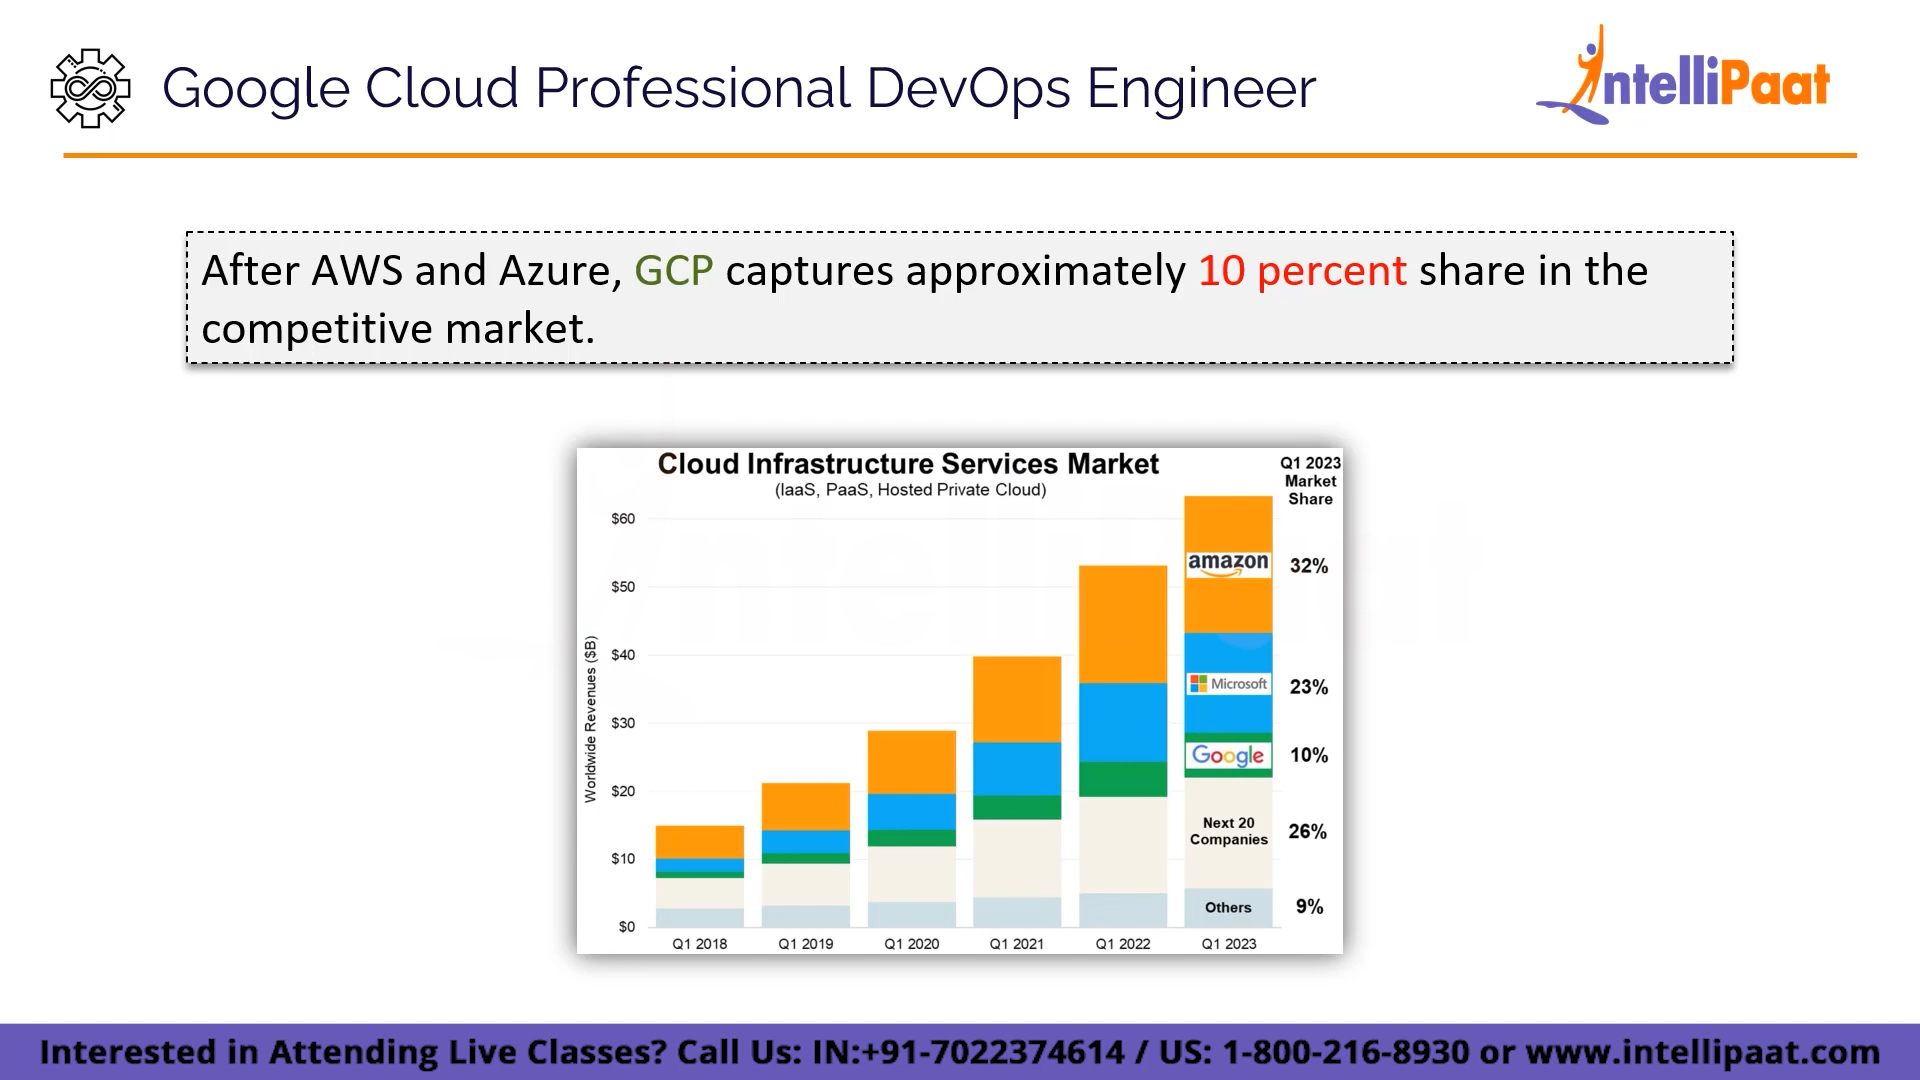 Google Cloud Professional DevOps Engineer
IntelliPaat
After AWS and Azure, GCP captures approximately 10 percent share in the
competitive market.
Cloud Infrastructure Services Market
(IaaS, PaaS, Hosted Private Cloud)
Q1 2023
Market
Share
Worldwide Revenues ($B)
$60
$50
$40
$30
$20
$10
$0
amazon
32%
Microsoft
23%
Google
10%
Next 20
Companies
26%
Others
9%
Q1 2018
Q1 2019
Q1 2020
Q1 2021
Q1 2022
Q1 2023
Interested in Attending Live Classes? Call Us: IN:+91-7022374614 / US: 1-800-216-8930 or www.intellipaat.com